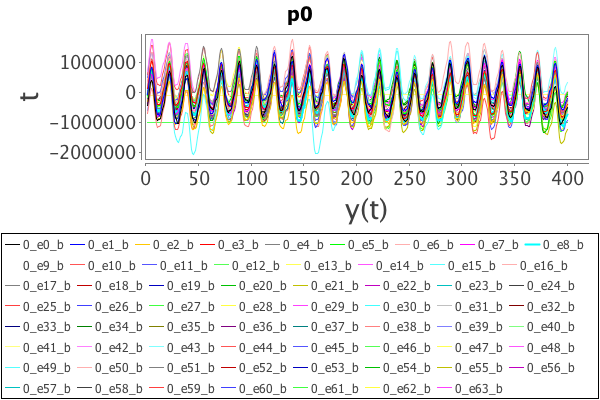 p0
t
1000000
0
−1000000
−2000000
0 50 100 150 200 250 300 350 400
y(t)
0_e0_b 0_e1_b 0_e2_b 0_e3_b 0_e4_b 0_e5_b 0_e6_b 0_e7_b 0_e8_b
0_e9_b 0_e10_b 0_e11_b 0_e12_b 0_e13_b 0_e14_b 0_e15_b 0_e16_b
0_e17_b 0_e18_b 0_e19_b 0_e20_b 0_e21_b 0_e22_b 0_e23_b 0_e24_b
0_e25_b 0_e26_b 0_e27_b 0_e28_b 0_e29_b 0_e30_b 0_e31_b 0_e32_b
0_e33_b 0_e34_b 0_e35_b 0_e36_b 0_e37_b 0_e38_b 0_e39_b 0_e40_b
0_e41_b 0_e42_b 0_e43_b 0_e44_b 0_e45_b 0_e46_b 0_e47_b 0_e48_b
0_e49_b 0_e50_b 0_e51_b 0_e52_b 0_e53_b 0_e54_b 0_e55_b 0_e56_b
0_e57_b 0_e58_b 0_e59_b 0_e60_b 0_e61_b 0_e62_b 0_e63_b